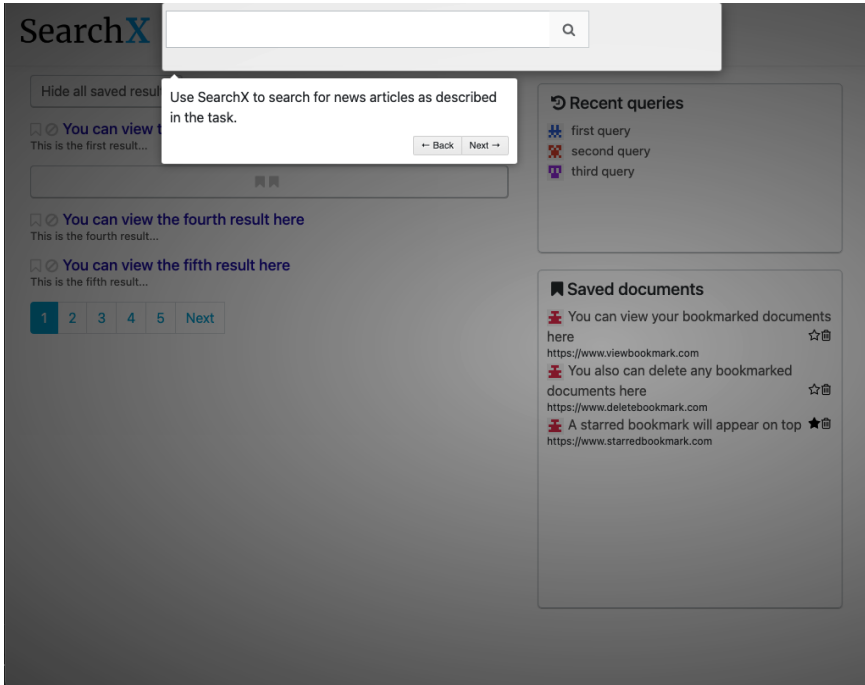 SearchX
Hide all saved resul
Use SearchX to search for news articles as described
in the task.
← Back Next →
You can view t
This is the first result...
You can view the fourth result here
This is the fourth result...
You can view the fifth result here
This is the fifth result...
1 2 3 4 5 Next
Recent queries
first query
second query
third query
Saved documents
You can view your bookmarked documents
here
https://www.viewbookmark.com
You also can delete any bookmarked
documents here
https://www.deletebookmark.com
A starred bookmark will appear on top
https://www.starredbookmark.com